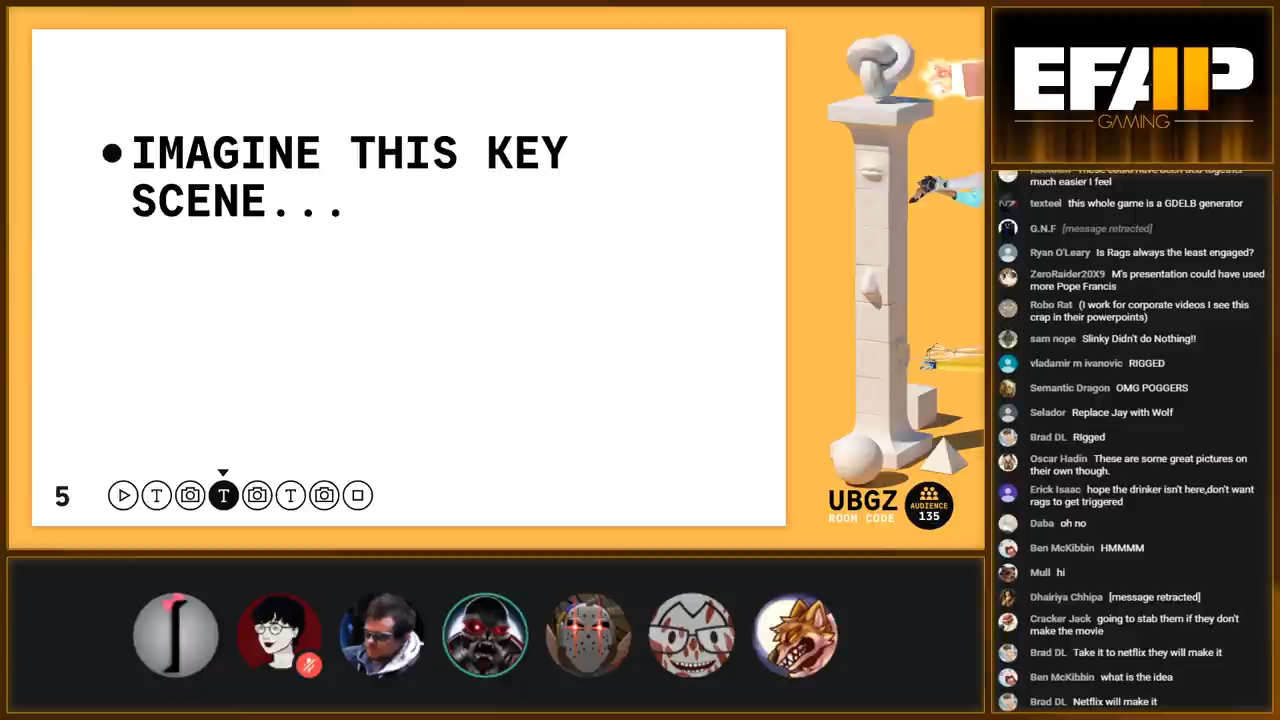 ●IMAGINE THIS KEY
SCENE...
5
T
T
T
UBGZ
ROOM CODE
AUDIENCE
135
EFAP
GAMING
much easier I feel
texteel this whole game is a GDELB generator
G.N.F [message retracted]
Ryan O'Leary Is Rags always the least engaged?
ZeroRaider20X9 M's presentation could have used
more Pope Francis
Robo Rat (I work for corporate videos I see this
crap in their powerpoints)
sam nope Slinky Didn't do Nothing!!
vladamir m ivanovic RIGGED
Semantic Dragon OMG POGGERS
Selador Replace Jay with Wolf
Brad DL Rigged
Oscar Hadin These are some great pictures on
their own though.
Erick Isaac hope the drinker isn't here,don't want
rags to get triggered
Daba oh no
Ben McKibbin HMMMM
Mull hi
Dhairiya Chhipa [message retracted]
Cracker Jack going to stab them if they don't
make the movie
Brad DL Take it to netflix they will make it
Ben McKibbin what is the idea
Brad DL Netflix will make it